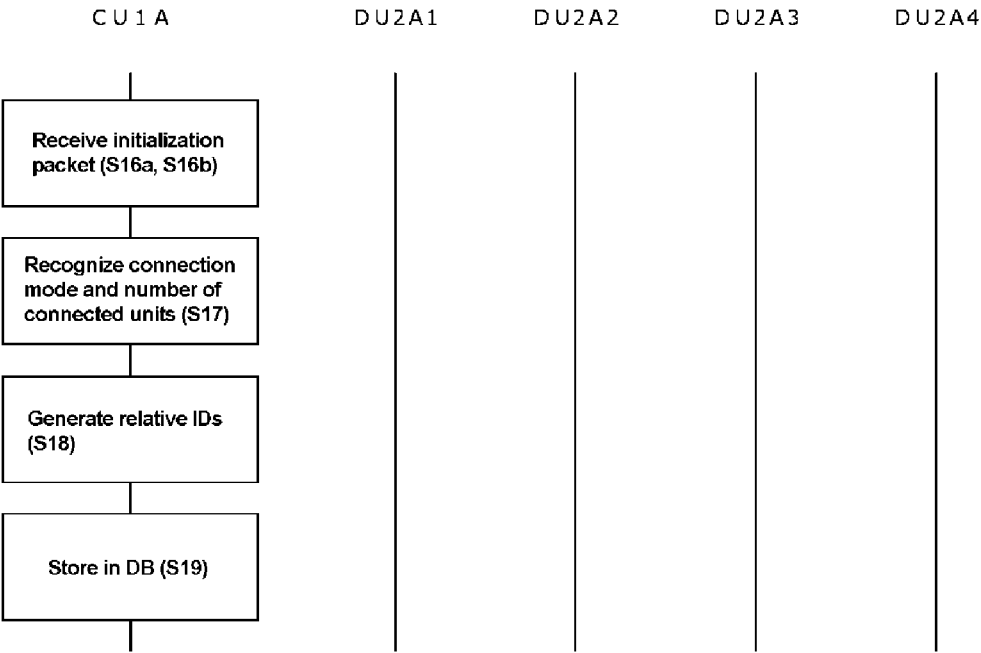 CU1A DU2A1 DU2A2 DU2A3 DU2A4
Receive initialization
packet (S16a, S16b)
Recognize connection
mode and number of
connected units (S17)
Generate relative IDs
(S18)
Store in DB (S19)